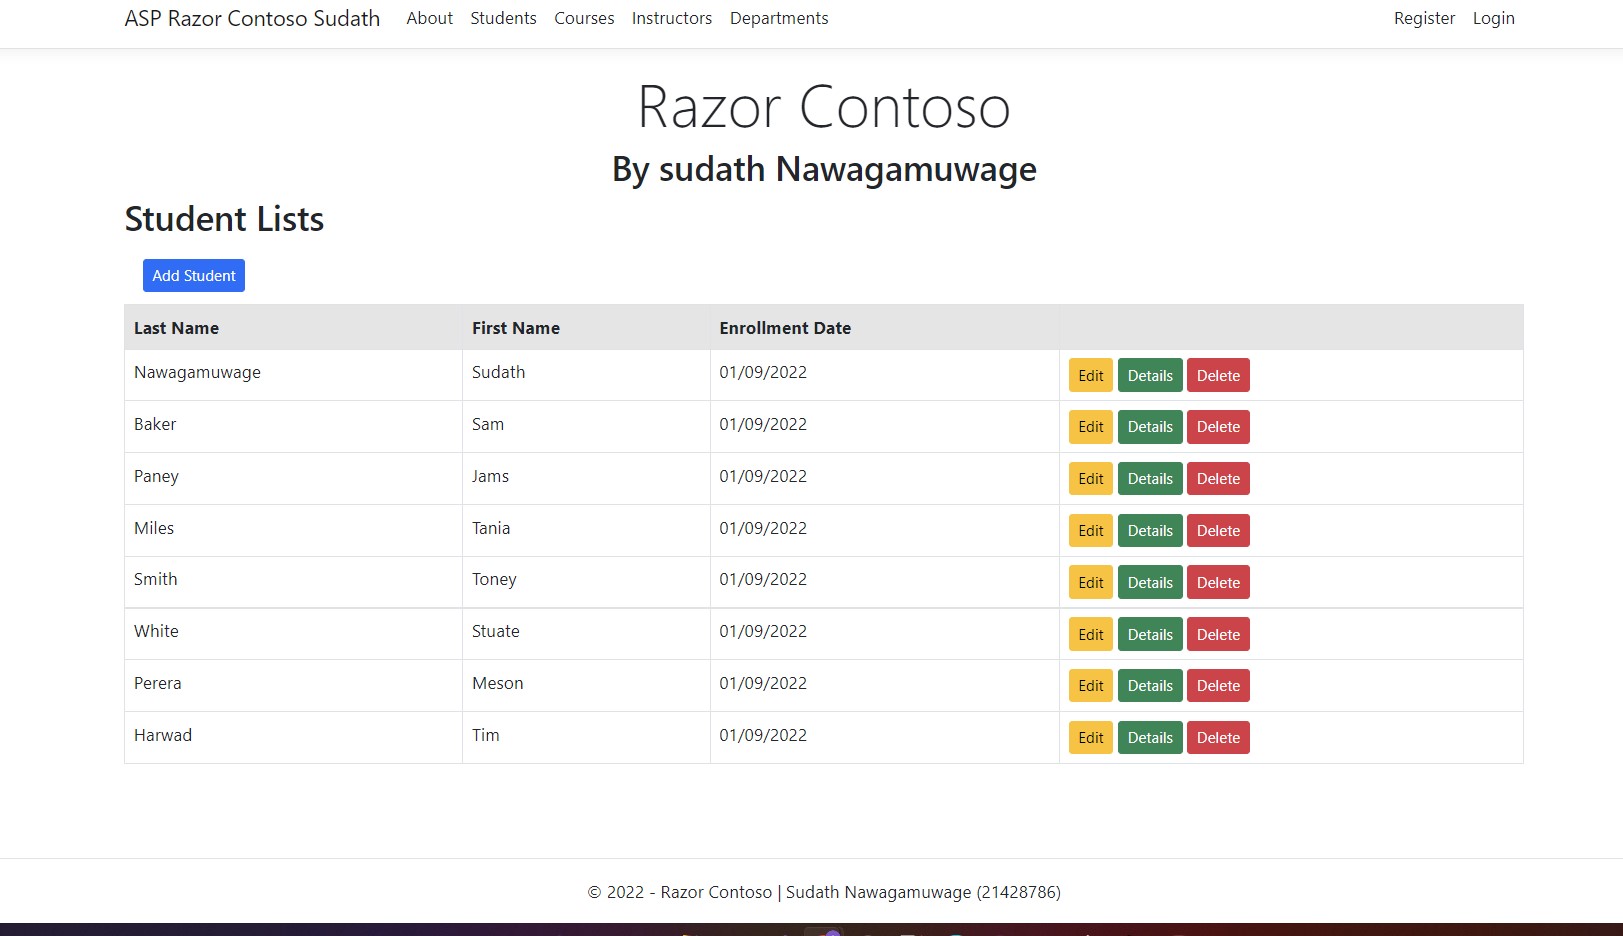 ASP Razor Contoso Sudath About Students Courses Instructors Departments Register Login
Razor Contoso
By sudath Nawagamuwage
Student Lists
Add Student
Last Name First Name Enrollment Date
Nawagamuwage Sudath 01/09/2022 Edit Details Delete
Baker Sam 01/09/2022 Edit Details Delete
Paney Jams 01/09/2022 Edit Details Delete
Miles Tania 01/09/2022 Edit Details Delete
Smith Toney 01/09/2022 Edit Details Delete
White Stuate 01/09/2022 Edit Details Delete
Perera Meson 01/09/2022 Edit Details Delete
Harwad Tim 01/09/2022 Edit Details Delete
© 2022 - Razor Contoso | Sudath Nawagamuwage (21428786)